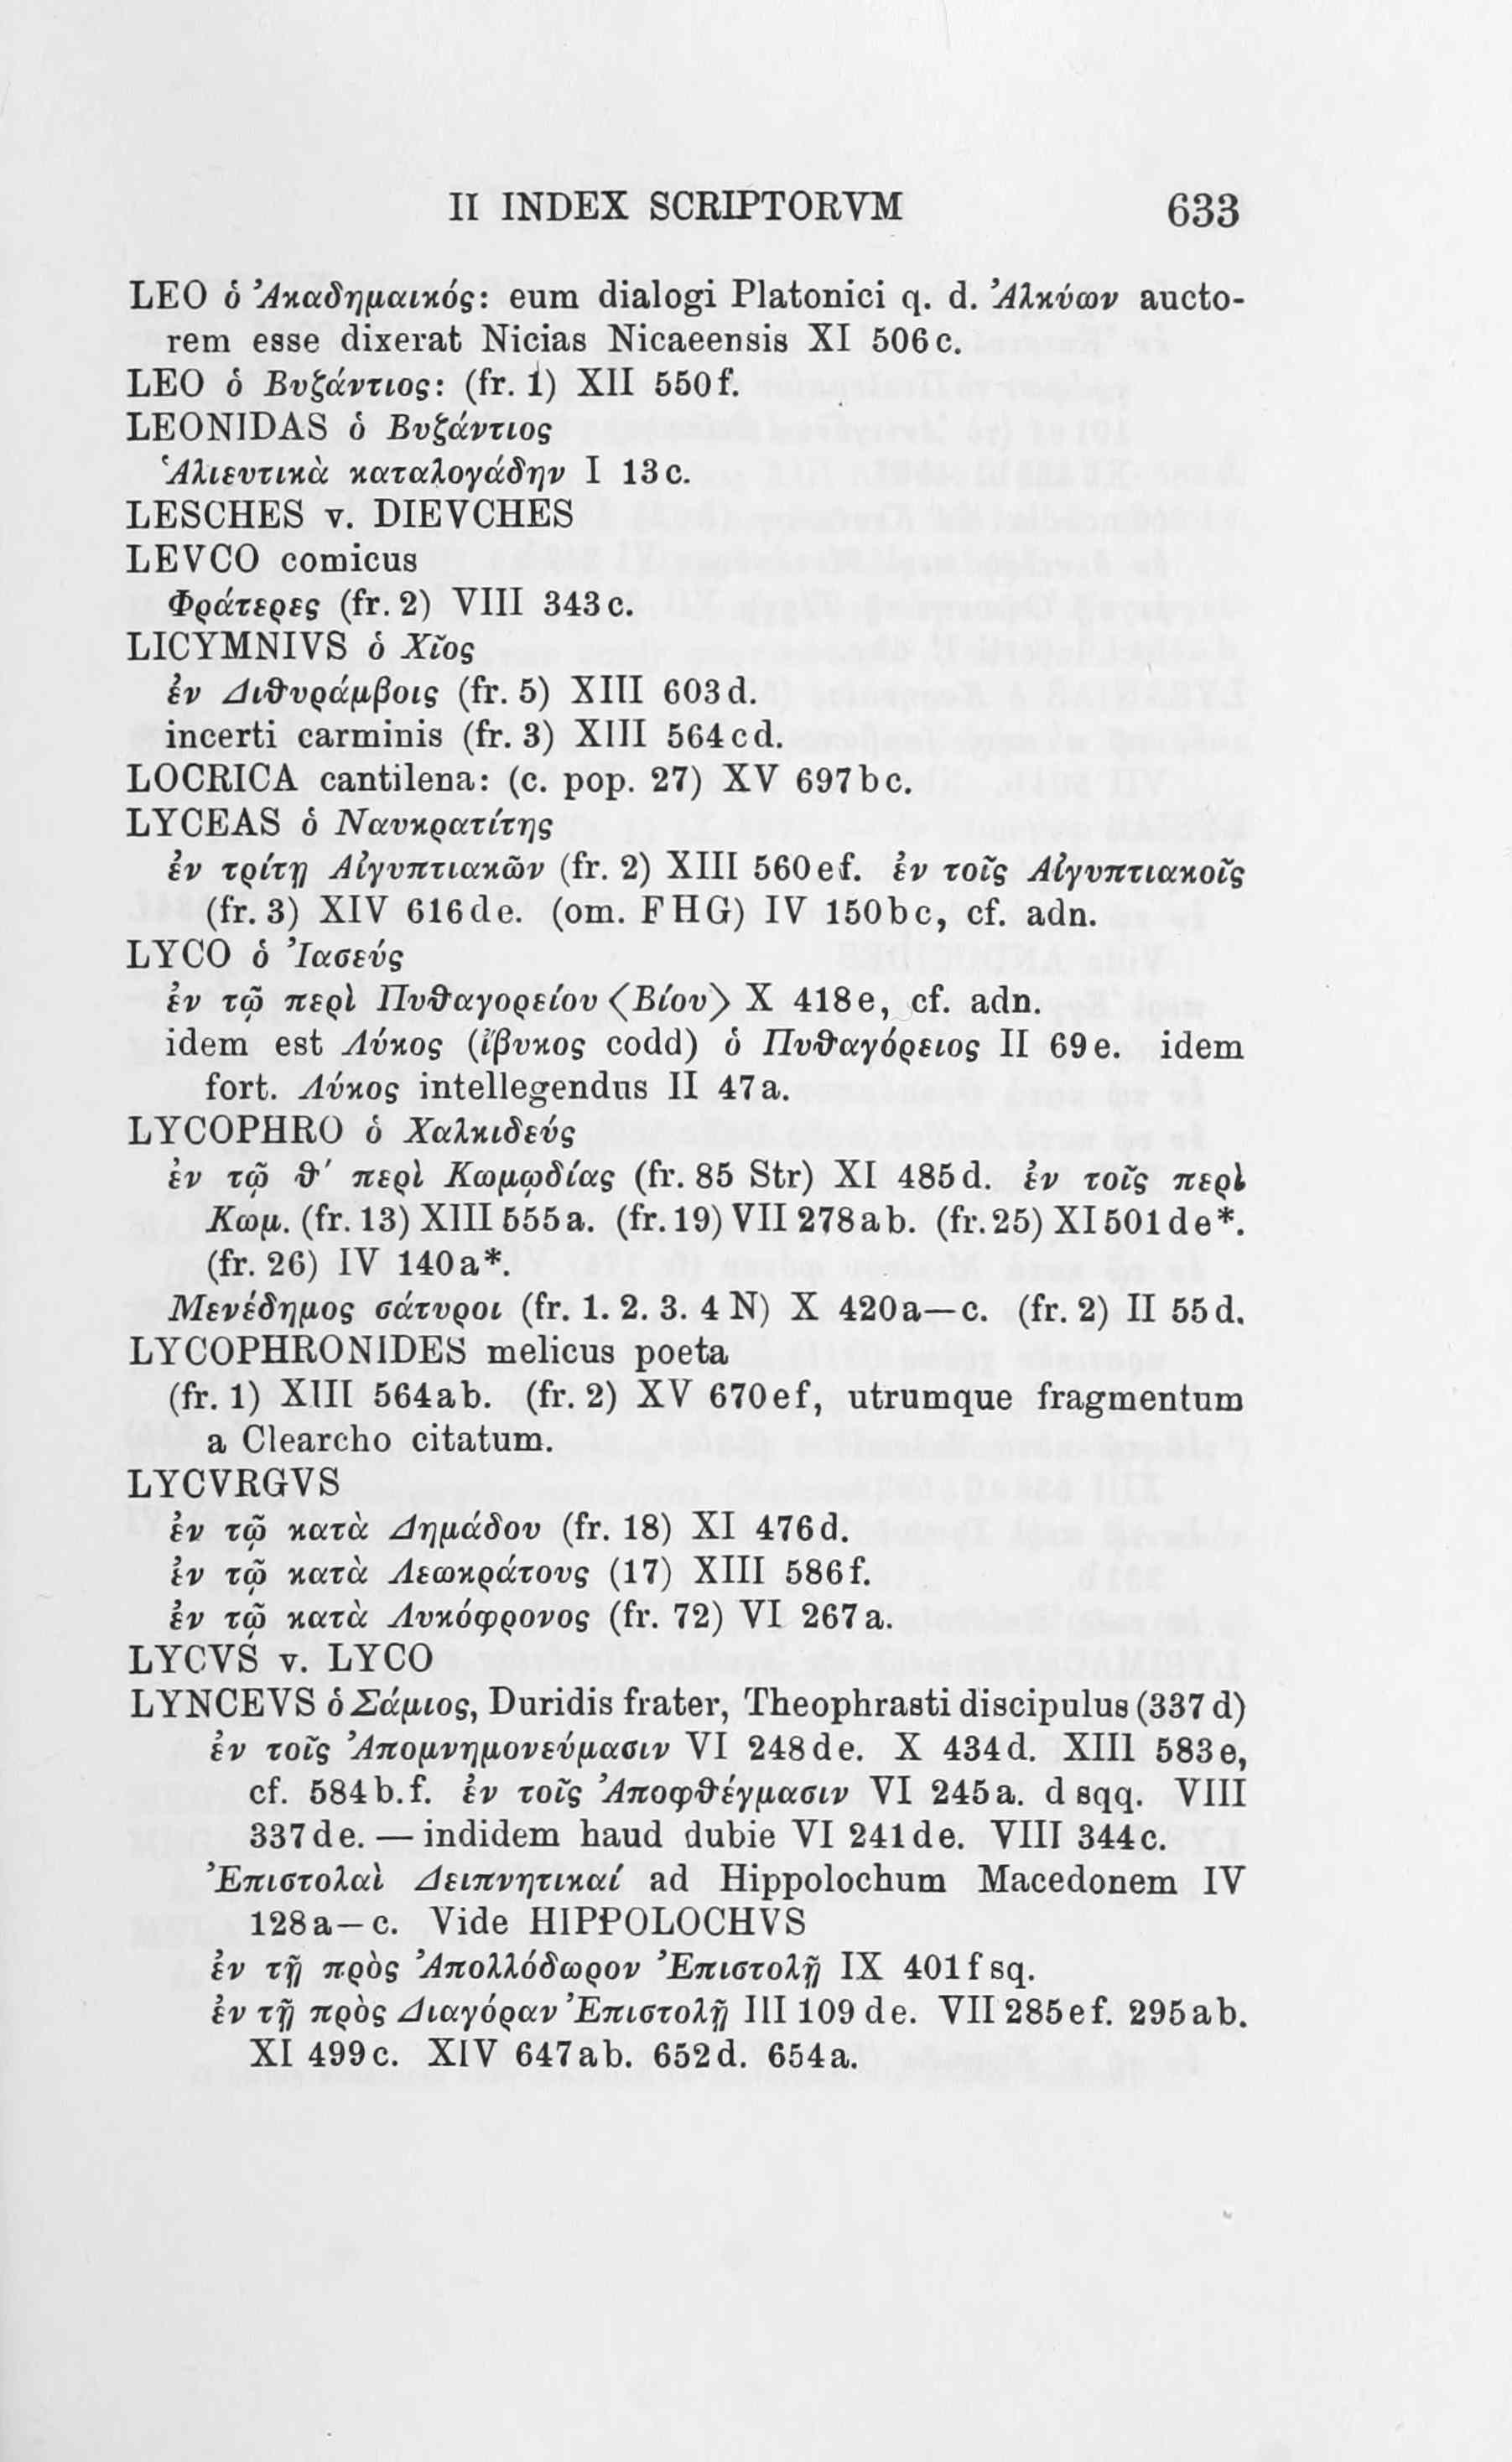 II INDEX SCRIPTORVM 633
LEO ὁ Ἀκαδημαικός: eum dialogi Platonici q. d. Ἀλκύων aucto-
rem esse dixerat Nicias Nicaeensis XI 506c.
LEO ὁ Βυζάντιος: (fr. 1) XII 550f.
LEONIDAS ὁ Βυζάντιος
Ἁλιευτικὰ καταλογάδην I 13c.
LESCHES v. DIEVCHES
LEVCO comicus
Φράτερες (fr. 2) VIII 343c.
LICYMNIVS ὁ Χῖος
ἐν Διθυράμβοις (fr. 5) XIII 603d.
incerti carminis (fr. 3) XIII 564cd.
LOCRICA cantilena: (c. pop. 27) XV 697bc.
LYCEAS ὁ Ναυκρατίτης
ἐν τρίτῃ Αἰγυπτιακῶν (fr. 2) XIII 560ef. ἐν τοῖς Αἰγυπτιακοῖς
(fr. 3) XIV 616de. (om. FHG) IV 150bc, cf. adn.
LYCO ὁ Ἰασεύς
ἐν τῷ περὶ Πυθαγορείου ⟨Βίου⟩ X 418e, cf. adn.
idem est Λύκος (ἴβυκος codd) ὁ Πυθαγόρειος II 69e. idem
fort. Λύκος intellegendus II 47a.
LYCOPHRO ὁ Χαλκιδεύς
ἐν τῷ θ′ περὶ Κωμῳδίας (fr. 85 Str) XI 485d. ἐν τοῖς περὶ
Κωμ. (fr. 13) XIII 555a. (fr. 19) VII 278ab. (fr. 25) XI 501de*.
(fr. 26) IV 140a*.
Μενέδημος σάτυροι (fr. 1. 2. 3. 4 N) X 420a—c. (fr. 2) II 55d.
LYCOPHRONIDES melicus poeta
(fr. 1) XIII 564ab. (fr. 2) XV 670ef, utrumque fragmentum
a Clearcho citatum.
LYCVRGVS
ἐν τῷ κατὰ Δημάδου (fr. 18) XI 476d.
ἐν τῷ κατὰ Λεωκράτους (17) XIII 586f.
ἐν τῷ κατὰ Λυκόφρονος (fr. 72) VI 267a.
LYCVS v. LYCO
LYNCEVS ὁ Σάμιος, Duridis frater, Theophrasti discipulus (337d)
ἐν τοῖς Ἀπομνημονεύμασιν VI 248de. X 434d. XIII 583e,
cf. 584b.f. ἐν τοῖς Ἀποφθέγμασιν VI 245a. d sqq. VIII
337de. — indidem haud dubie VI 241de. VIII 344c.
Ἐπιστολαὶ Δειπνητικαί ad Hippolochum Macedonem IV
128a—c. Vide HIPPOLOCHVS
ἐν τῇ πρὸς Ἀπολλόδωρον Ἐπιστολῇ IX 401f sq.
ἐν τῇ πρὸς Διαγόραν Ἐπιστολῇ III 109de. VII 285ef. 295ab.
XI 499c. XIV 647ab. 652d. 654a.